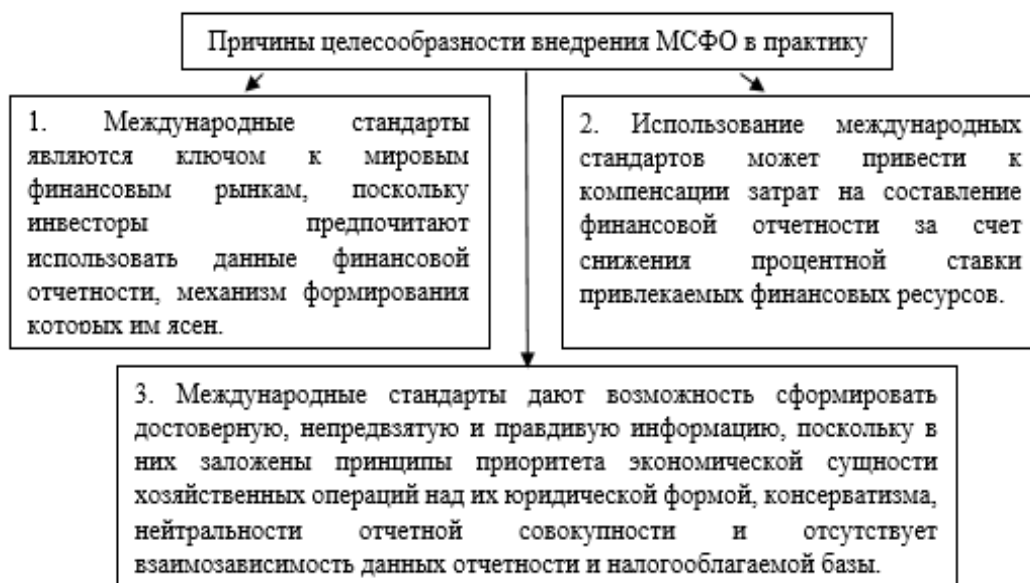 Причины целесообразности внедрения МСФО в практику
1. Международные стандарты
являются ключом к мировым
финансовым рынкам, поскольку
инвесторы предпочитают
использовать данные финансовой
отчетности, механизм формирования
которых им ясен.
2. Использование международных
стандартов может привести к
компенсации затрат на составление
финансовой отчетности за счет
снижения процентной ставки
привлекаемых финансовых ресурсов.
3. Международные стандарты дают возможность сформировать
достоверную, непредвзятую и правдивую информацию, поскольку в
них заложены принципы приоритета экономической сущности
хозяйственных операций над их юридической формой, консерватизма,
нейтральности отчетной совокупности и отсутствует
взаимозависимость данных отчетности и налогооблагаемой базы.